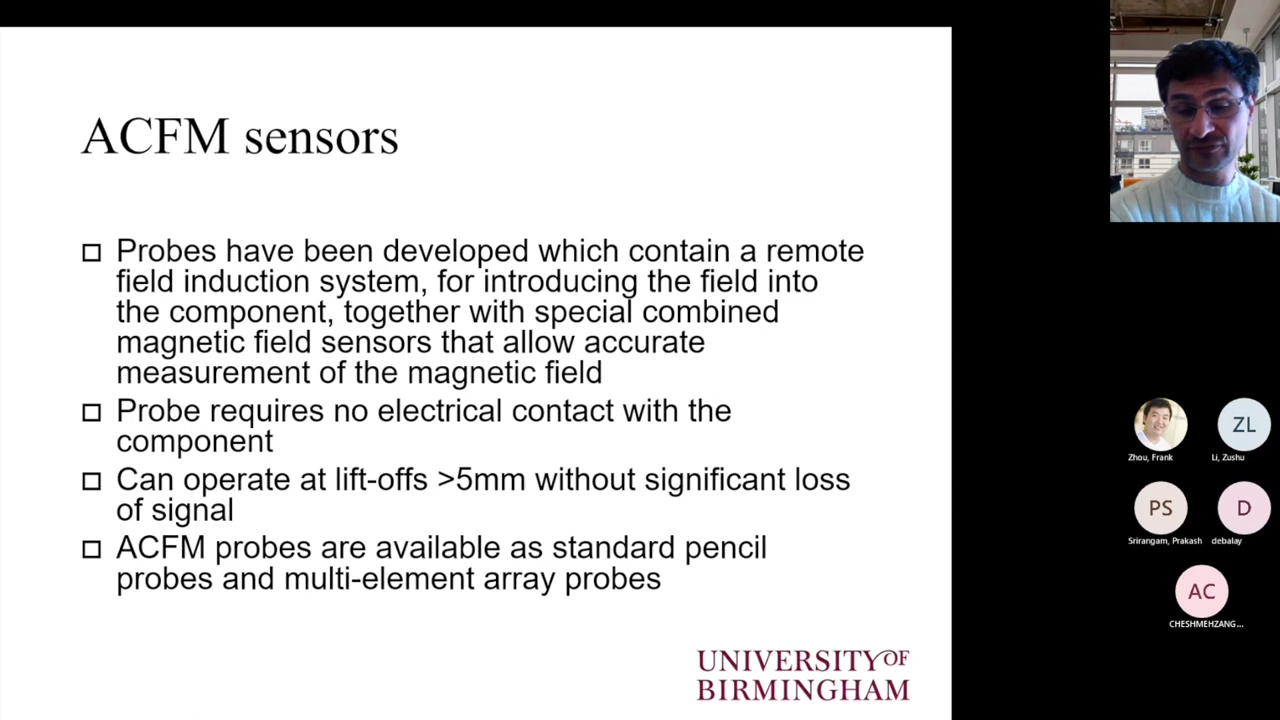 ACFM sensors
Probes have been developed which contain a remote
field induction system, for introducing the field into
the component, together with special combined
magnetic field sensors that allow accurate
measurement of the magnetic field
Probe requires no electrical contact with the
component
Can operate at lift-offs >5mm without significant loss
of signal
ACFM probes are available as standard pencil
probes and multi-element array probes
UNIVERSITY OF
BIRMINGHAM
Zhou, Frank
ZL
Li, Zushu
PS
Srirangam, Prakash
D
debalay
AC
CHESHMEHZANG...